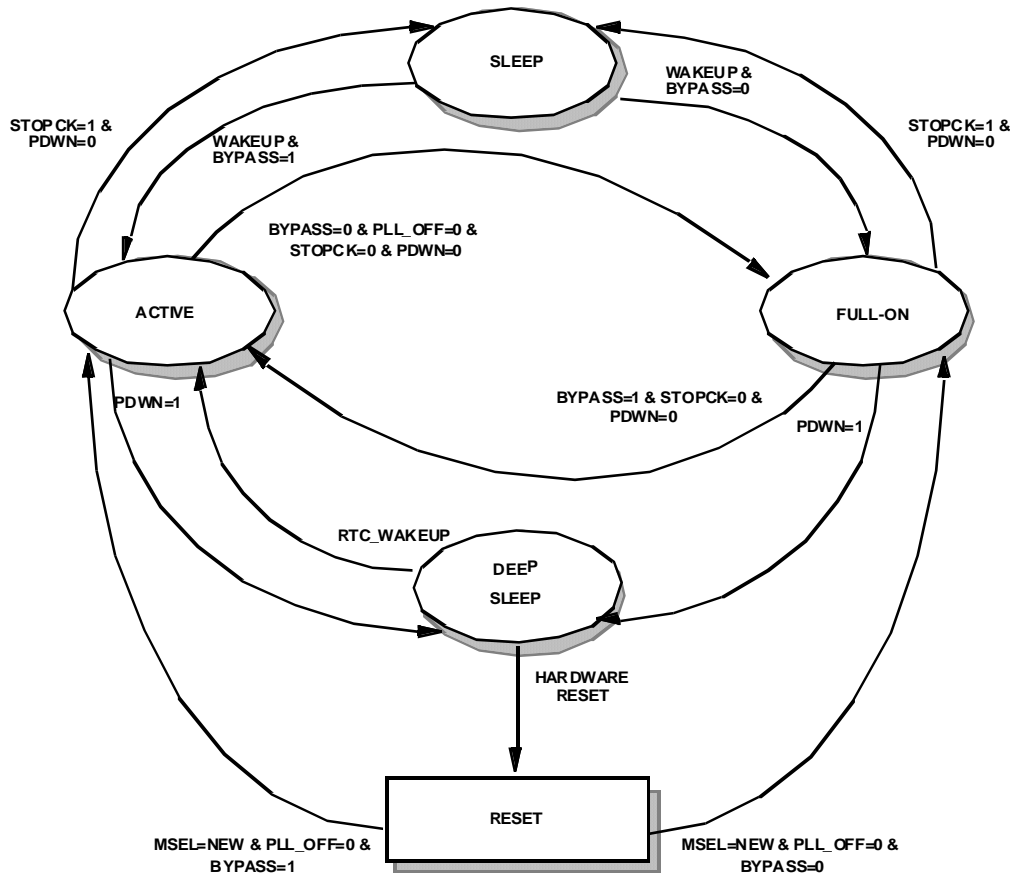 SLEEP
WAKEUP &
BYPASS=0
STOPCK=1 &
PDWN=0
STOPCK=1 &
PDWN=0
WAKEUP &
BYPASS=1
BYPASS=0 & PLL_OFF=0 &
STOPCK=0 & PDWN=0
ACTIVE
FULL-ON
PDWN=1
BYPASS=1 & STOPCK=0 &
PDWN=0
PDWN=1
RTC_WAKEUP
DEEP
SLEEP
HARDWARE
RESET
RESET
MSEL=NEW & PLL_OFF=0 &
BYPASS=1
MSEL=NEW & PLL_OFF=0 &
BYPASS=0